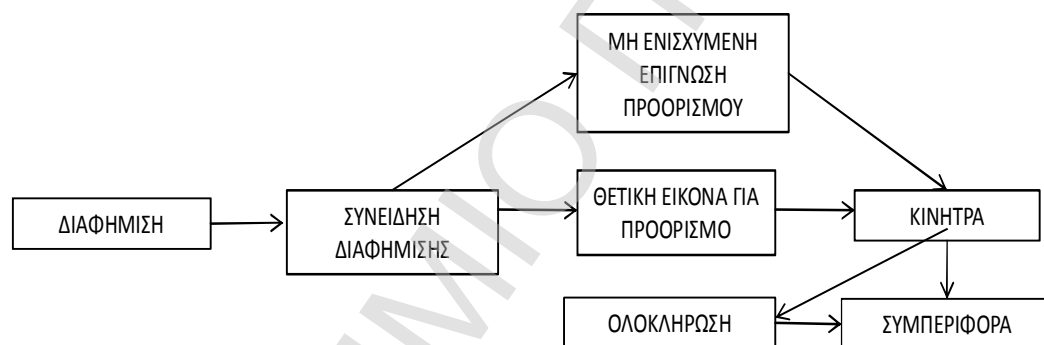 ΜΗ ΕΝΙΣΧΥΜΕΝΗ
ΕΠΙΓΝΩΣΗ
ΠΡΟΟΡΙΣΜΟΥ
ΔΙΑΦΗΜΙΣΗ
ΣΥΝΕΙΔΗΣΗ
ΔΙΑΦΗΜΙΣΗΣ
ΘΕΤΙΚΗ ΕΙΚΟΝΑ ΓΙΑ
ΠΡΟΟΡΙΣΜΟ
ΚΙΝΗΤΡΑ
ΟΛΟΚΛΗΡΩΣΗ
ΣΥΜΠΕΡΙΦΟΡΑ